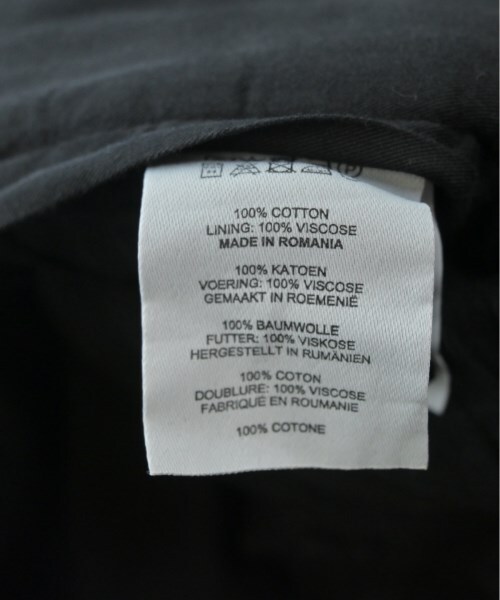 100% COTTON
LINING: 100% VISCOSE
MADE IN ROMANIA
100% KATOEN
VOERING: 100% VISCOSE
GEMAAKT IN ROEMENIË
100% BAUMWOLLE
FUTTER: 100% VISKOSE
HERGESTELLT IN RUMÄNIEN
100% COTON
DOUBLURE: 100% VISCOSE
FABRIQUÉ EN ROUMANIE
100% COTONE